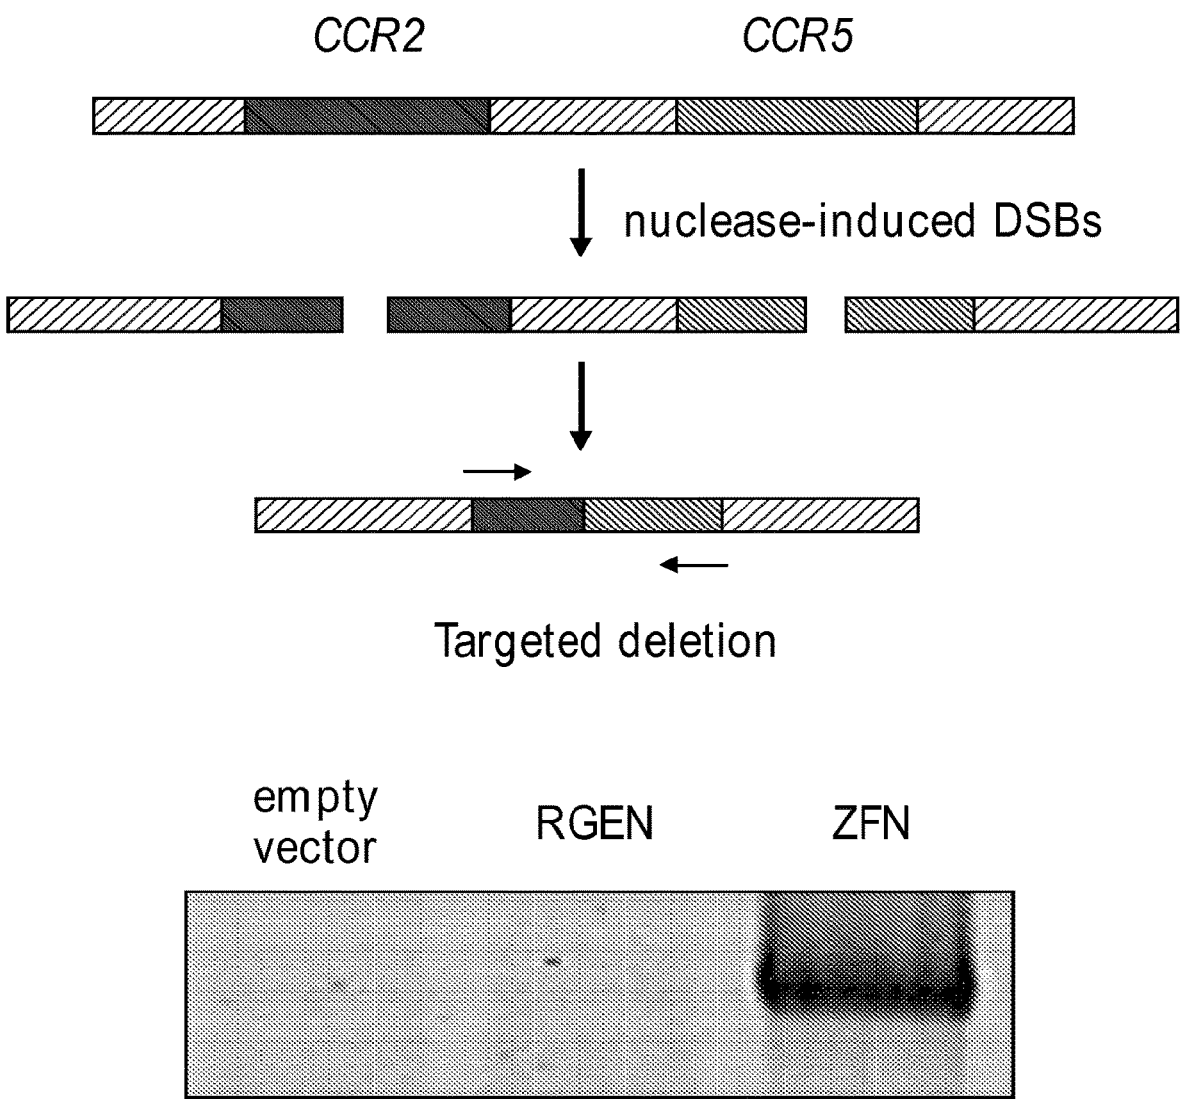 CCR2 CCR5
nuclease-induced DSBs
Targeted deletion
empty
vector
RGEN
ZFN